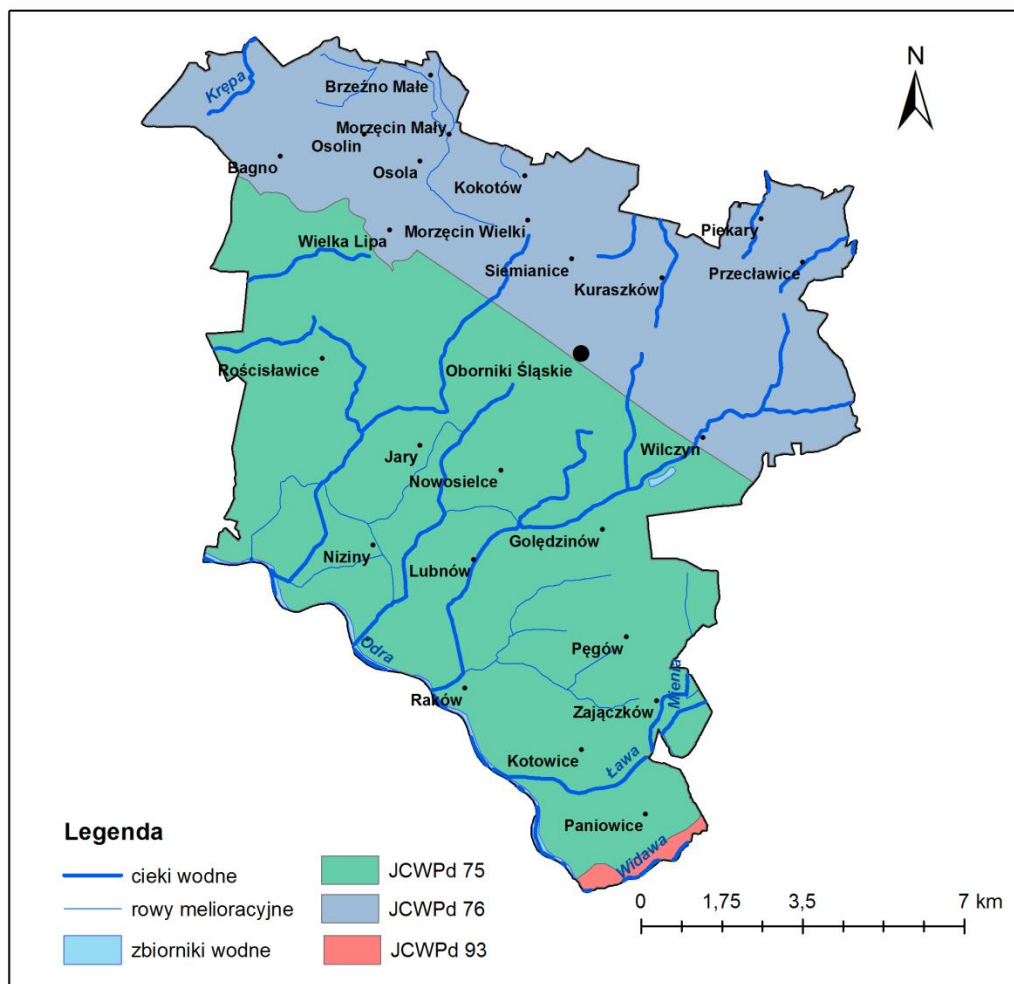 N
Krępa
Brzeźno Małe
Morzęcin Mały
Osolin
Bagno
Osola
Kokotów
Piękary
Wielka Lipa
Morzęcin Wielki
Siemianice
Kuraszków
Przecławice
Rościsławice
Oborniki Śląskie
Jary
Wilczyn
Nowosielce
Niziny
Lubnów
Golędzinów
Odra
Pęgów
Mienia
Raków
Zajączków
Kotowice
Ława
Paniowice
Widawa
Legenda
cieki wodne
rowy melioracyjne
zbiorniki wodne
JCWPd 75
JCWPd 76
JCWPd 93
0 1,75 3,5 7 km